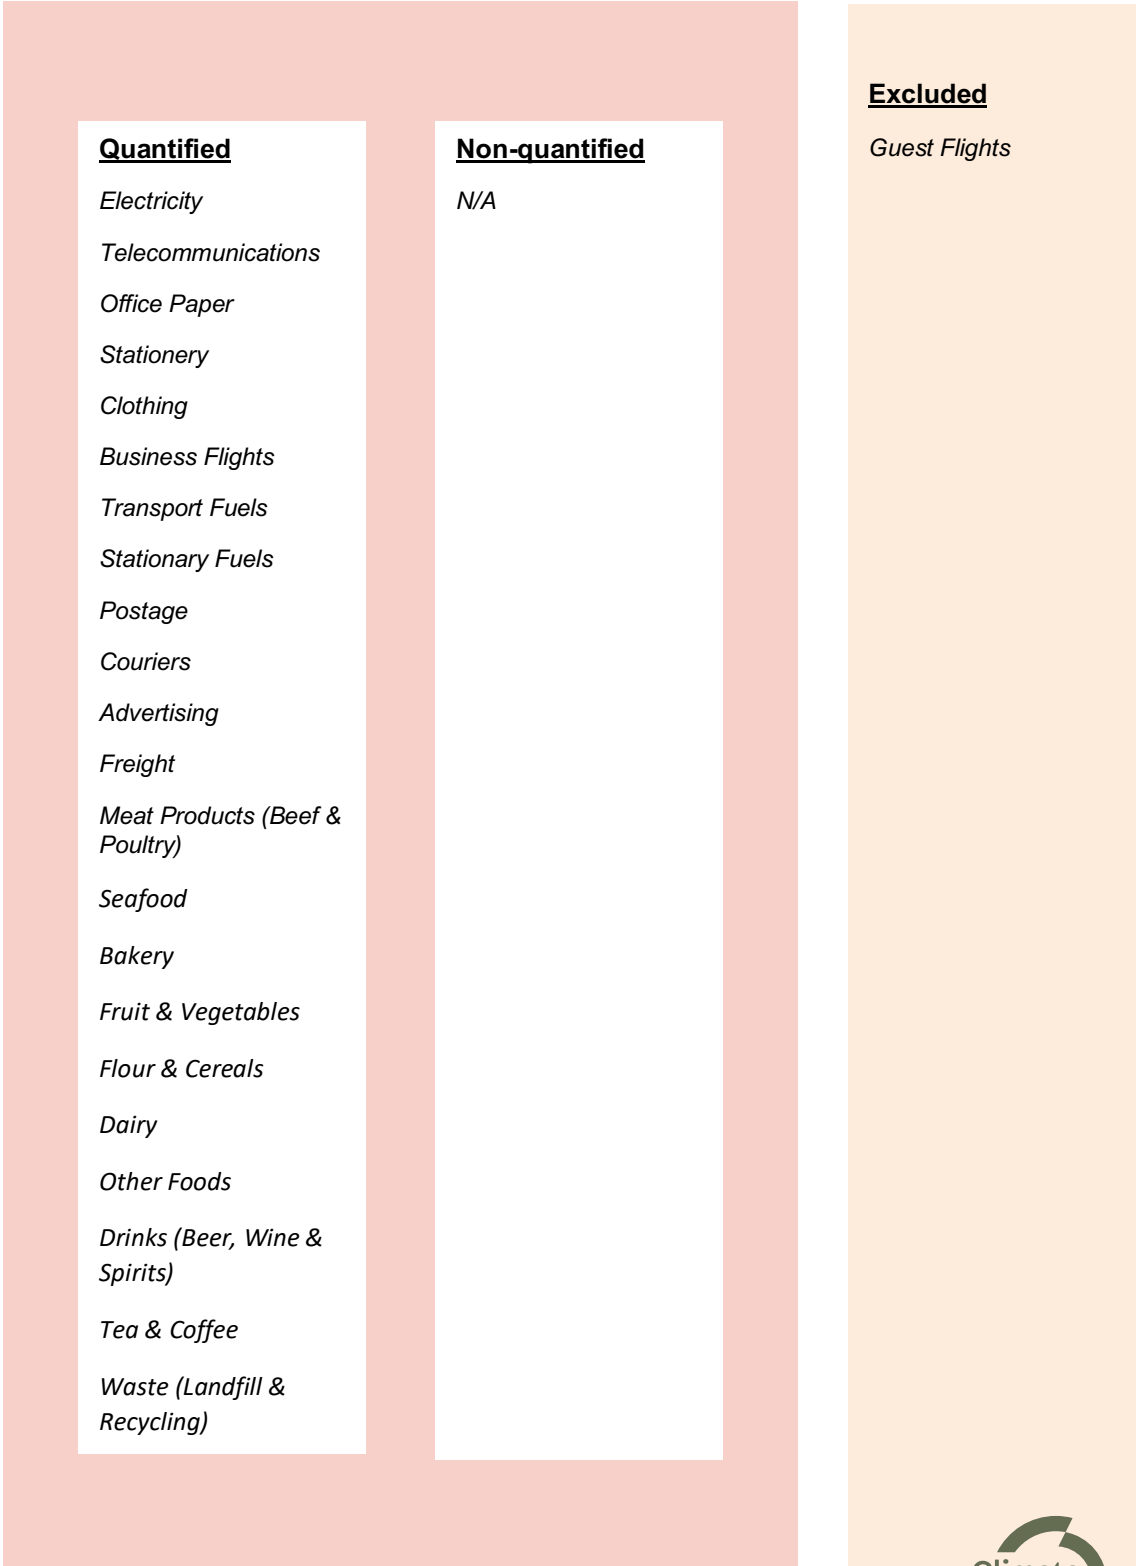 Quantified
Electricity
Telecommunications
Office Paper
Stationery
Clothing
Business Flights
Transport Fuels
Stationary Fuels
Postage
Couriers
Advertising
Freight
Meat Products (Beef &
Poultry)
Seafood
Bakery
Fruit & Vegetables
Flour & Cereals
Dairy
Other Foods
Drinks (Beer, Wine &
Spirits)
Tea & Coffee
Waste (Landfill &
Recycling)
Non-quantified
N/A
Excluded
Guest Flights